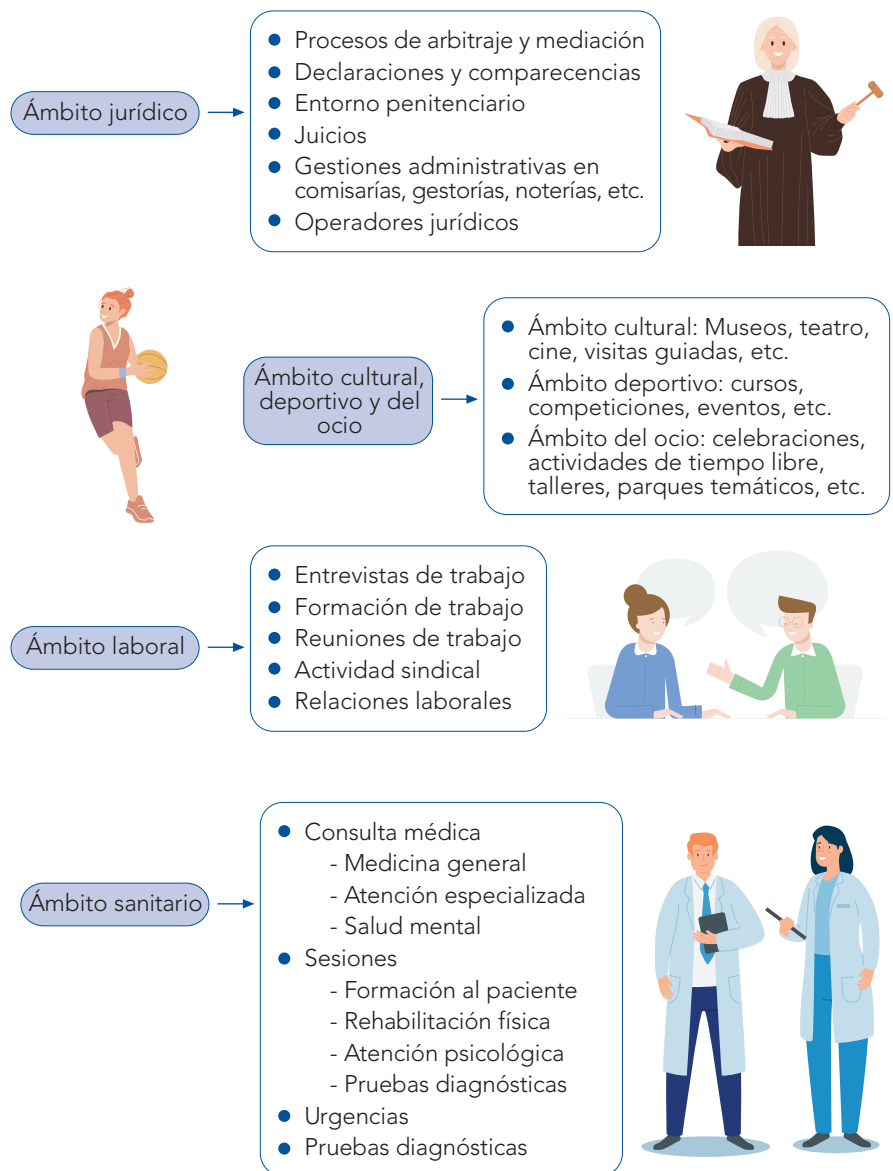 Ámbito jurídico
● Procesos de arbitraje y mediación
● Declaraciones y comparecencias
● Entorno penitenciario
● Juicios
● Gestiones administrativas en
comisarías, gestorías, noterías, etc.
● Operadores jurídicos
Ámbito cultural,
deportivo y del
ocio
● Ámbito cultural: Museos, teatro,
cine, visitas guiadas, etc.
● Ámbito deportivo: cursos,
competiciones, eventos, etc.
● Ámbito del ocio: celebraciones,
actividades de tiempo libre,
talleres, parques temáticos, etc.
Ámbito laboral
● Entrevistas de trabajo
● Formación de trabajo
● Reuniones de trabajo
● Actividad sindical
● Relaciones laborales
Ámbito sanitario
● Consulta médica
- Medicina general
- Atención especializada
- Salud mental
● Sesiones
- Formación al paciente
- Rehabilitación física
- Atención psicológica
- Pruebas diagnósticas
● Urgencias
● Pruebas diagnósticas